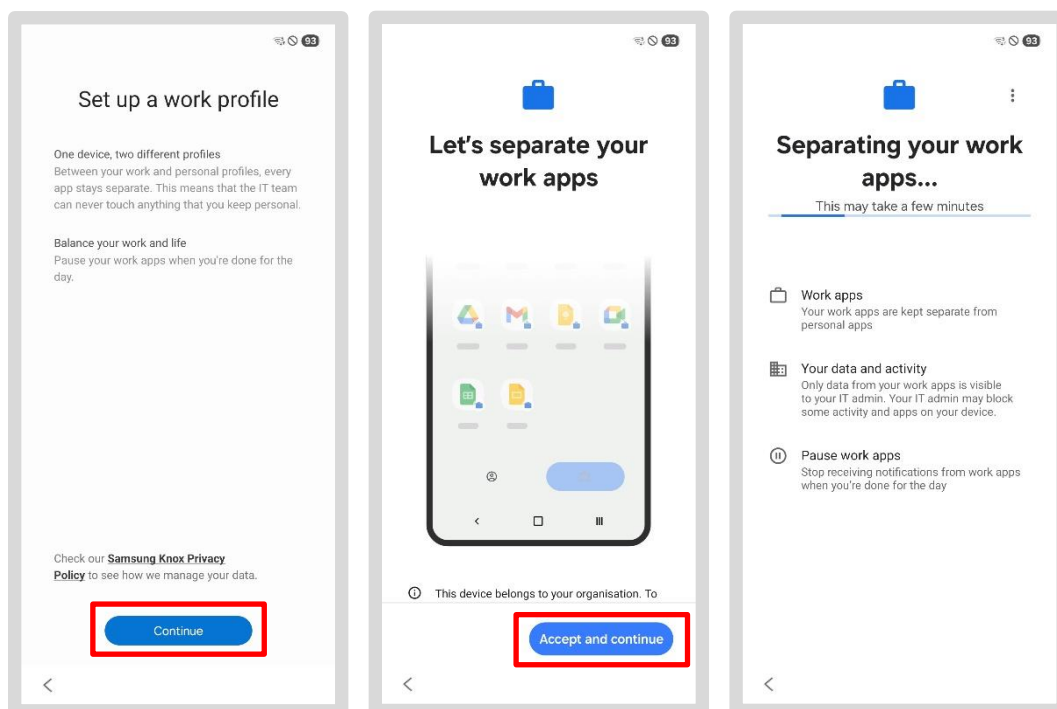 93
Set up a work profile
One device, two different profiles
Between your work and personal profiles, every
app stays separate. This means that the IT team
can never touch anything that you keep personal.
Balance your work and life
Pause your work apps when you're done for the
day.
Check our Samsung Knox Privacy
Policy to see how we manage your data.
Continue
93
Let's separate your
work apps
This device belongs to your organisation. To
Accept and continue
93
Separating your work
apps...
This may take a few minutes
Work apps
Your work apps are kept separate from
personal apps
Your data and activity
Only data from your work apps is visible
to your IT admin. Your IT admin may block
some activity and apps on your device.
Pause work apps
Stop receiving notifications from work apps
when you're done for the day